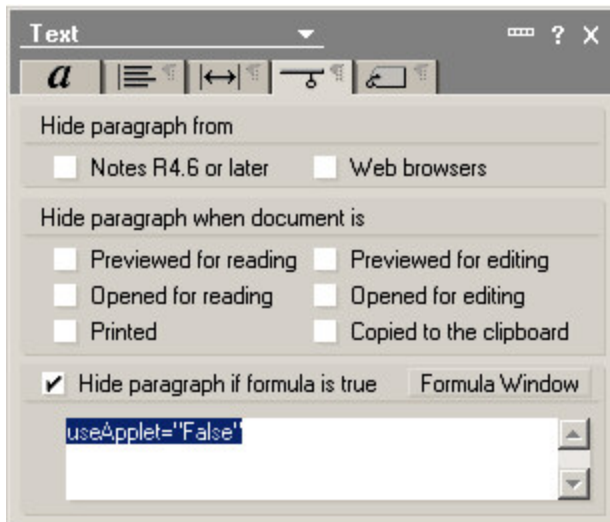 Text ? X
a
Hide paragraph from
Notes R4.6 or later Web browsers
Hide paragraph when document is
Previewed for reading Previewed for editing
Opened for reading Opened for editing
Printed Copied to the clipboard
Hide paragraph if formula is true Formula Window
useApplet="False"